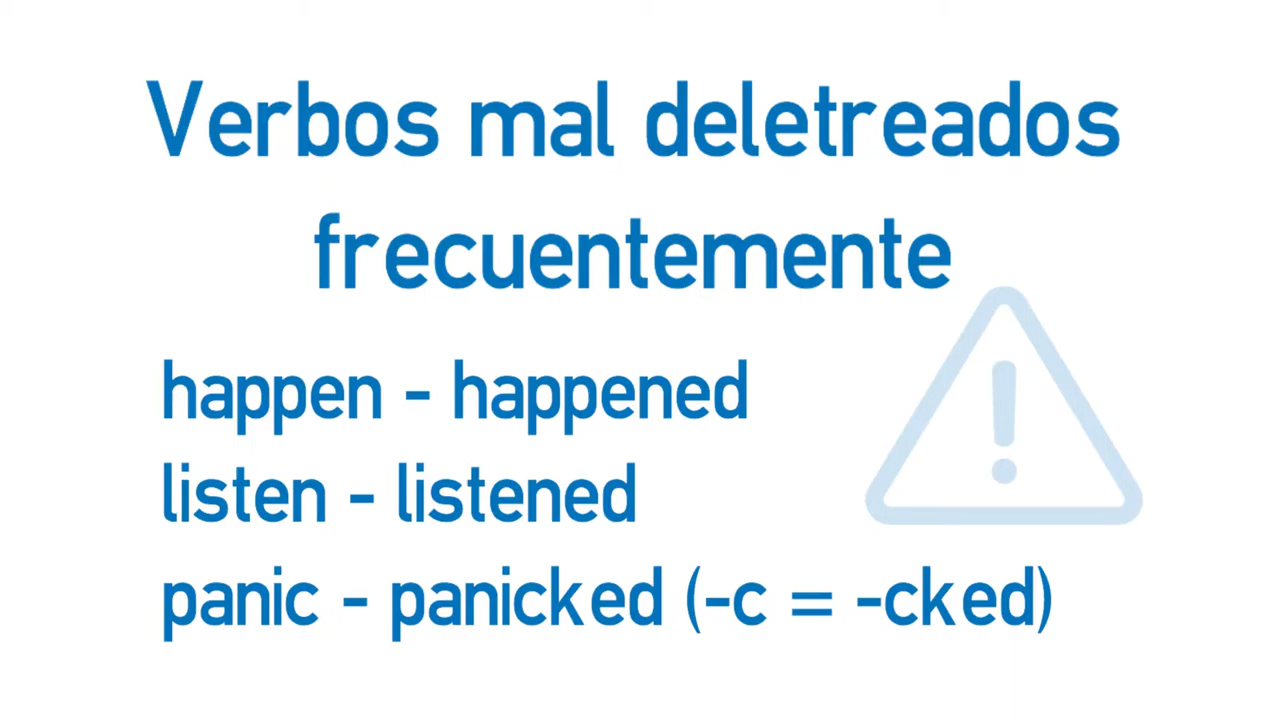 Verbos mal deletreados
frecuentemente
happen - happened
listen - listened
panic - panicked (-c = -cked)